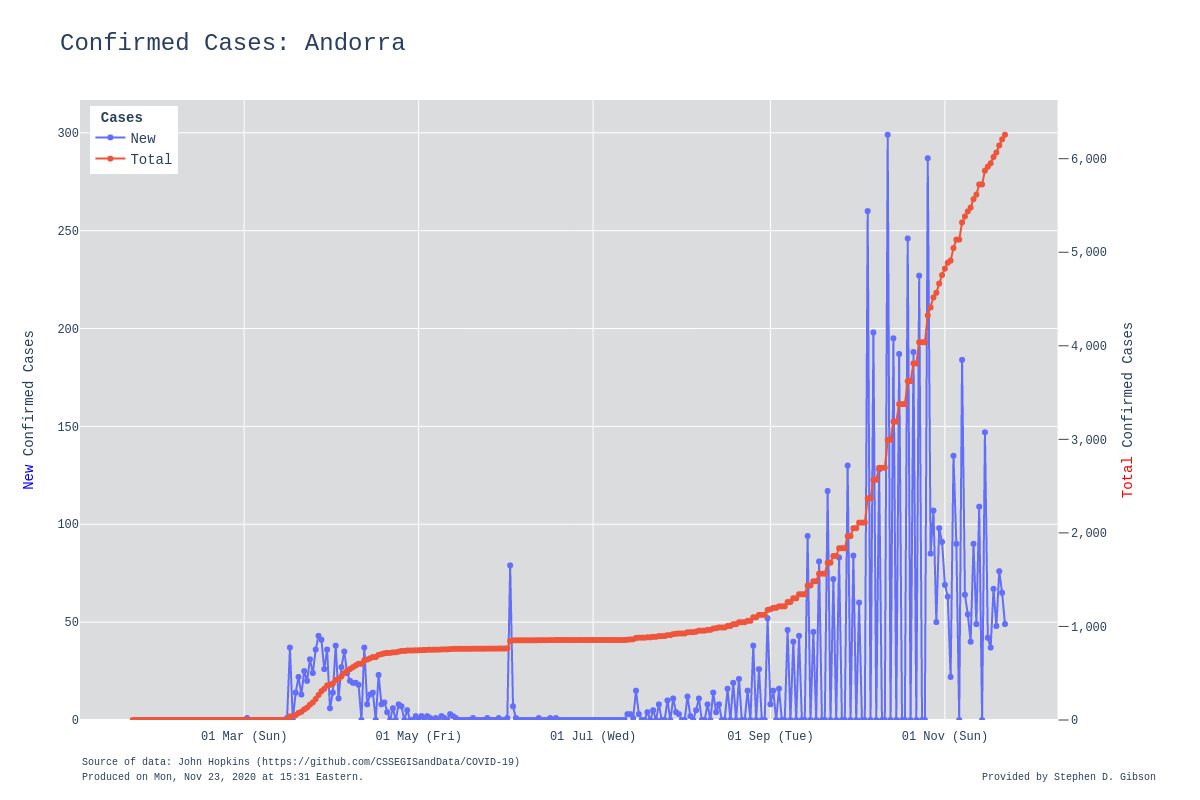 Confirmed Cases: Andorra
Cases
New
Total
300
250
200
150
100
50
0
6,000
5,000
4,000
3,000
2,000
1,000
0
New Confirmed Cases
Total Confirmed Cases
01 Mar (Sun)
01 May (Fri)
01 Jul (Wed)
01 Sep (Tue)
01 Nov (Sun)
Source of data: John Hopkins (https://github.com/CSSEGISandData/COVID-19)
Produced on Mon, Nov 23, 2020 at 15:31 Eastern.
Provided by Stephen D. Gibson